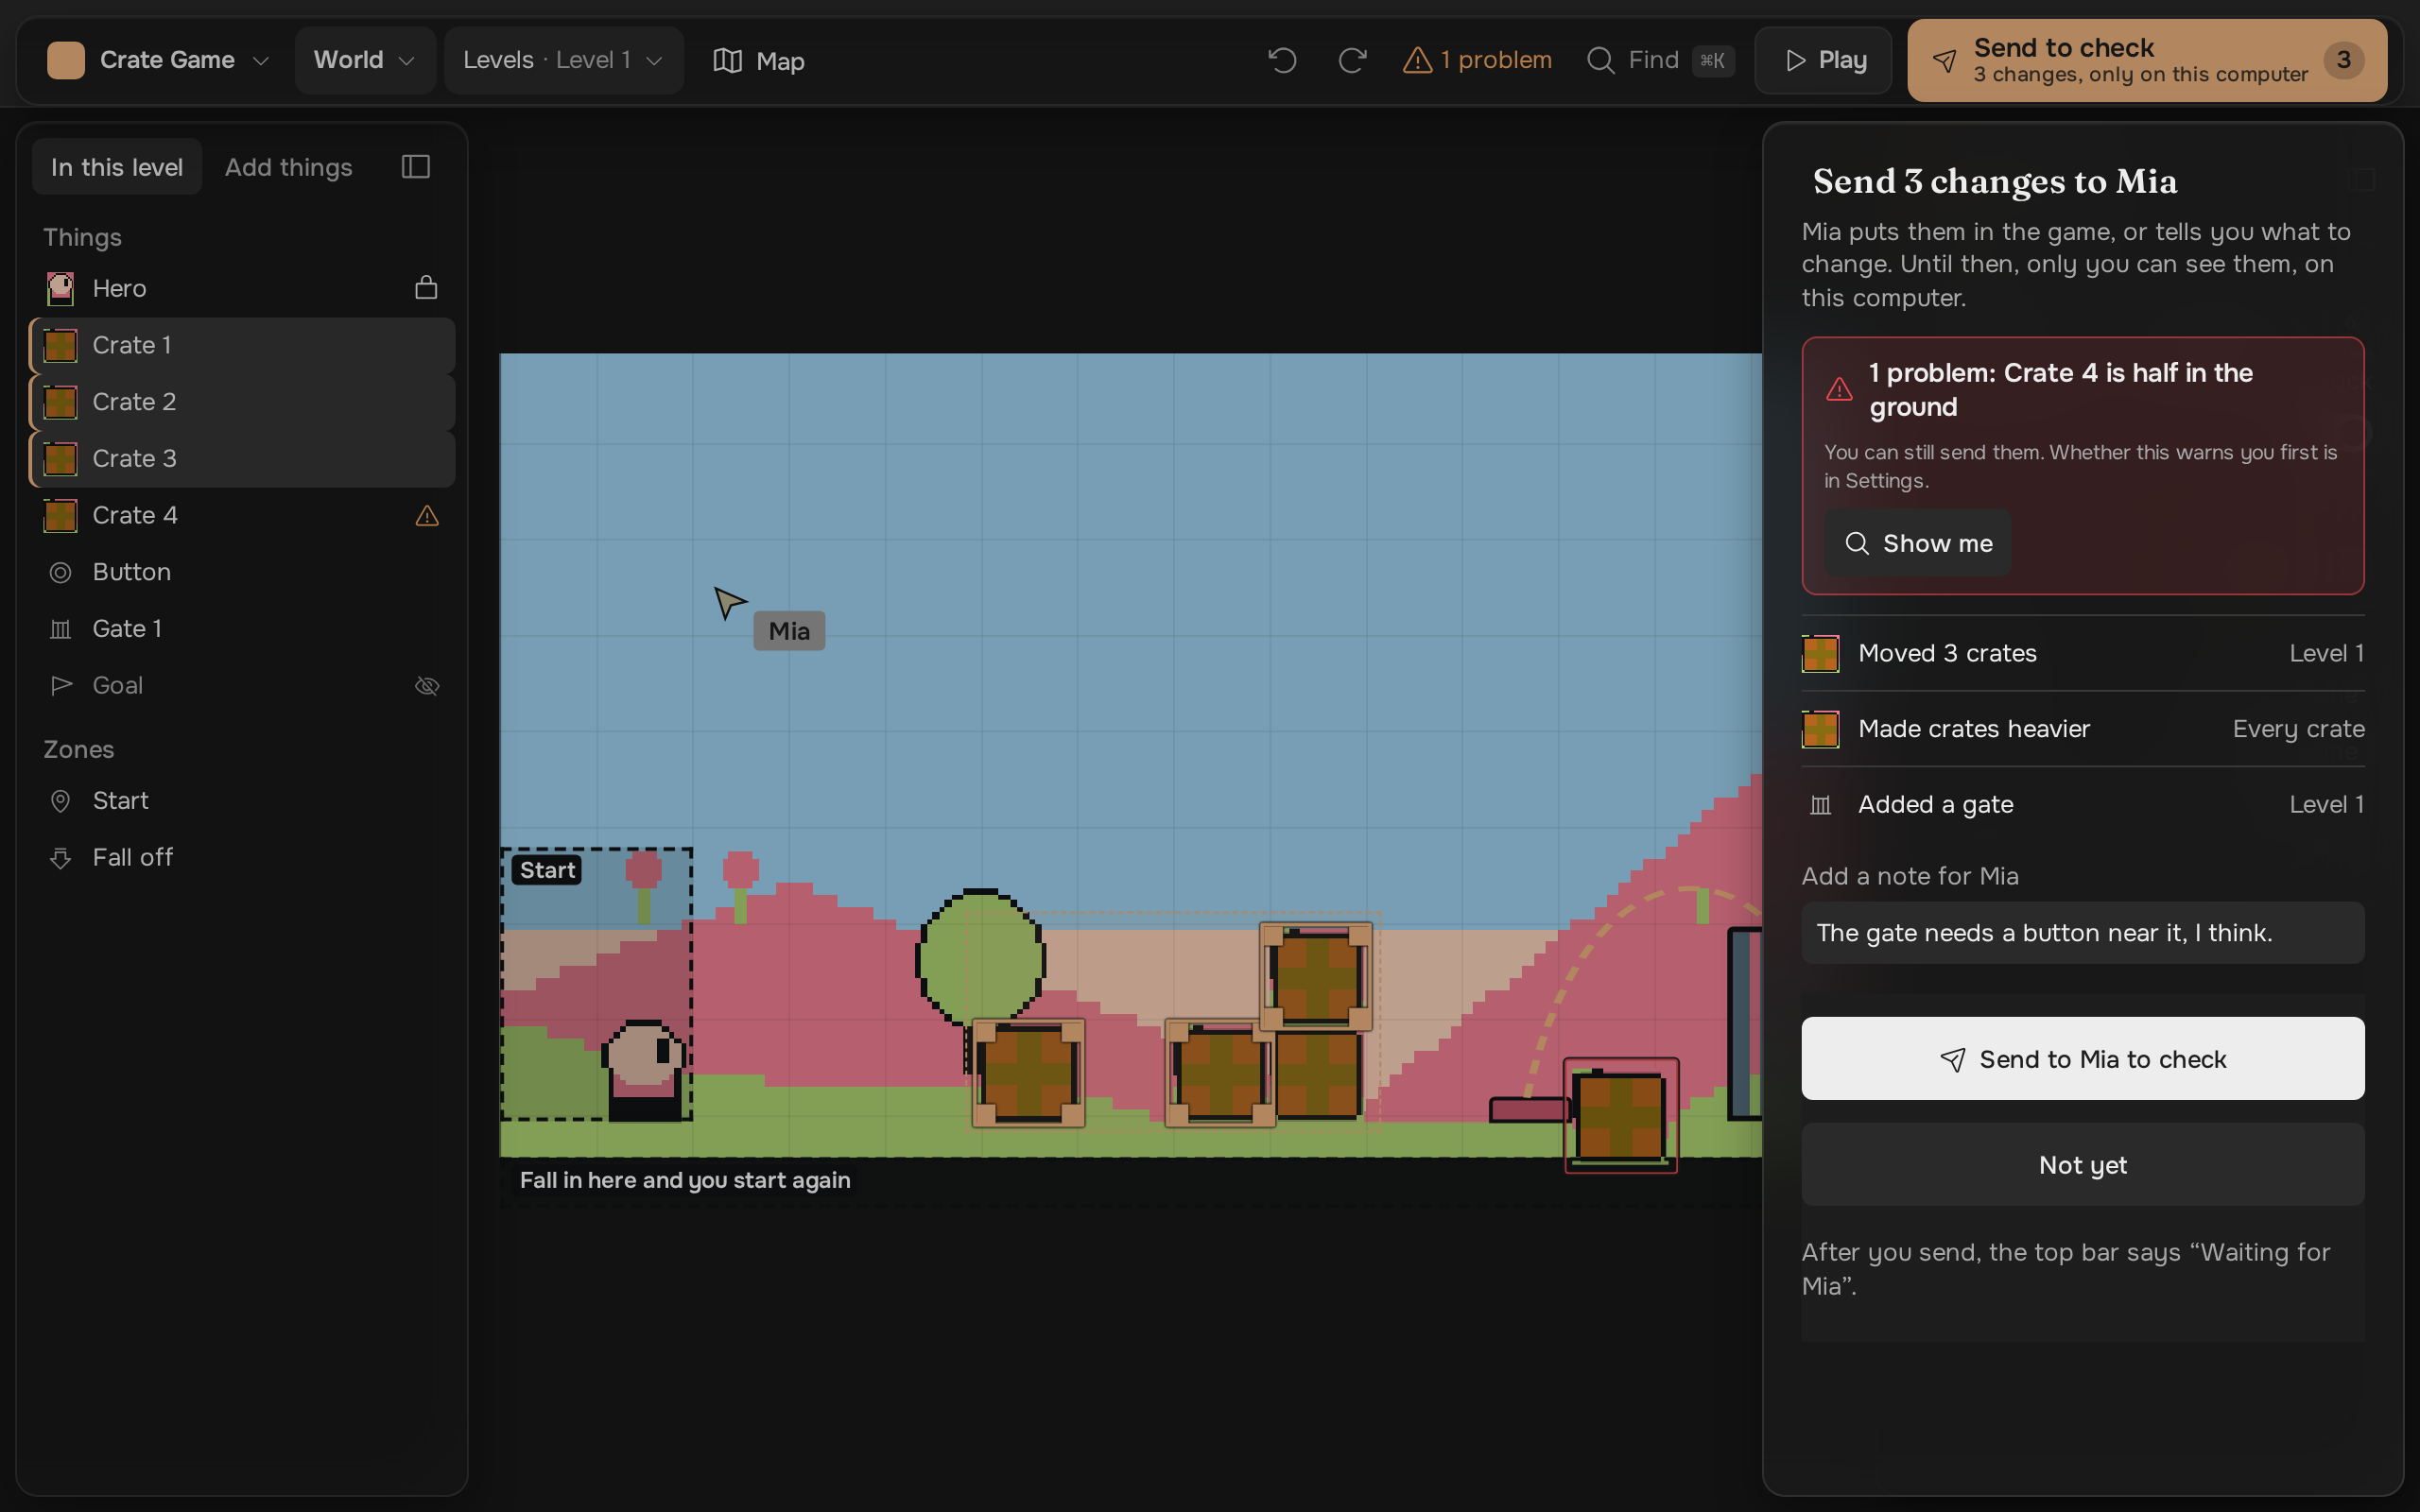 Crate Game
World
Levels · Level 1
Map
1 problem
Find ⌘K
Play
Send to check
3 changes, only on this computer
3
In this level
Add things
Things
Hero
Crate 1
Crate 2
Crate 3
Crate 4
Button
Gate 1
Goal
Zones
Start
Fall off
Mia
Start
Fall in here and you start again
Send 3 changes to Mia
Mia puts them in the game, or tells you what to
change. Until then, only you can see them, on
this computer.
1 problem: Crate 4 is half in the
ground
You can still send them. Whether this warns you first is
in Settings.
Show me
Moved 3 crates
Level 1
Made crates heavier
Every crate
Added a gate
Level 1
Add a note for Mia
The gate needs a button near it, I think.
Send to Mia to check
Not yet
After you send, the top bar says “Waiting for
Mia”.